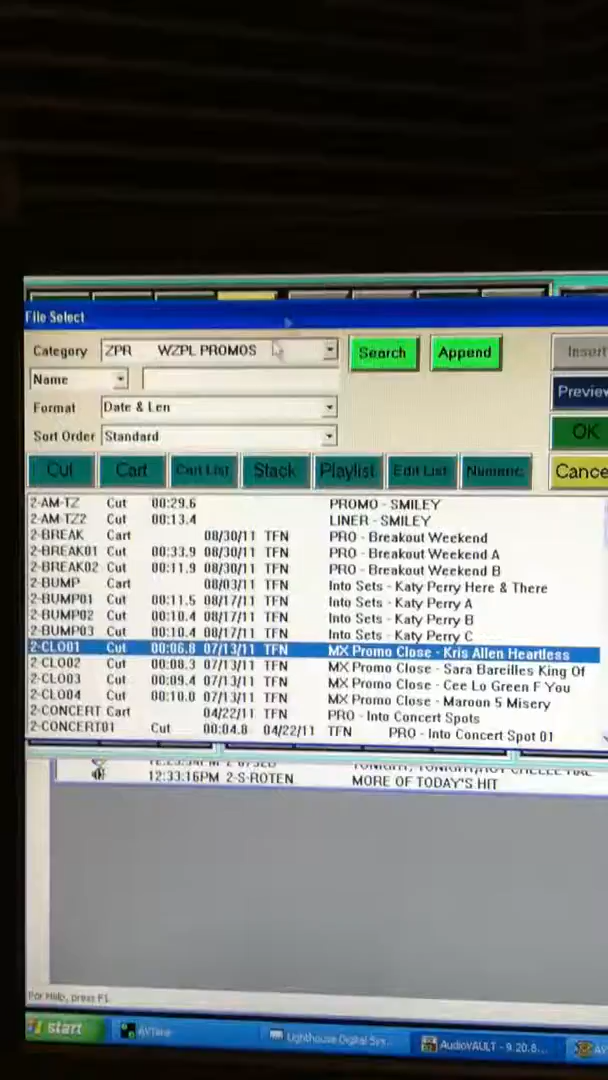 File Select
Category ZPR WZPL PROMOS Search Append Insert
Name Preview
Format Date & Len OK
Sort Order Standard
Cut Cart Cart List Stack Playlist Edit List Numeric Cance
2-AM-TZ Cut 00:29.6 PROMO - SMILEY
2-AM-TZ2 Cut 00:13.4 LINER - SMILEY
2-BREAK Cart 08/30/11 TFN PRO - Breakout Weekend
2-BREAK01 Cut 00:33.9 08/30/11 TFN PRO - Breakout Weekend A
2-BREAK02 Cut 00:11.9 08/30/11 TFN PRO - Breakout Weekend B
2-BUMP Cart 08/03/11 TFN Into Sets - Katy Perry Here & There
2-BUMP01 Cut 00:11.5 08/17/11 TFN Into Sets - Katy Perry A
2-BUMP02 Cut 00:10.4 08/17/11 TFN Into Sets - Katy Perry B
2-BUMP03 Cut 00:10.4 08/17/11 TFN Into Sets - Katy Perry C
2-CLO01 Cut 00:06.8 07/13/11 TFN MX Promo Close - Kris Allen Heartless
2-CLO02 Cut 00:08.3 07/13/11 TFN MX Promo Close - Sara Bareilles King Of
2-CLO03 Cut 00:09.4 07/13/11 TFN MX Promo Close - Cee Lo Green F You
2-CLO04 Cut 00:10.0 07/13/11 TFN MX Promo Close - Maroon 5 Misery
2-CONCERT Cart 04/22/11 TFN PRO - Into Concert Spots
2-CONCERT01 Cut 00:04.8 04/22/11 TFN PRO - Into Concert Spot 01
12:33:16PM 2-S-ROTEN MORE OF TODAY'S HIT
For Help, press F1
start Lighthouse Digital Sys... AudioVAULT - 9.20.8...